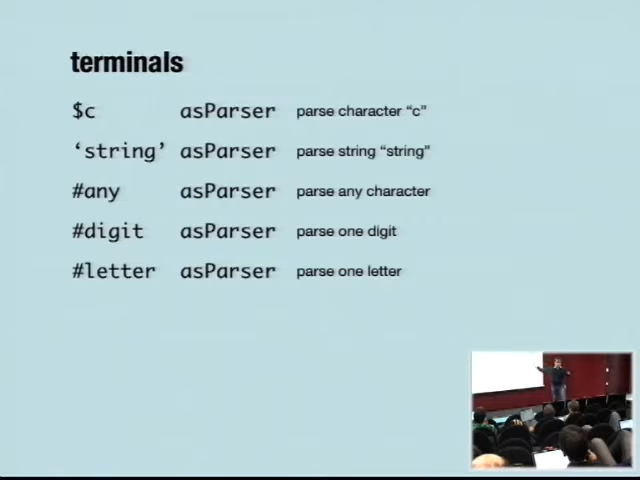 terminals
$c asParser parse character “c”
‘string’ asParser parse string “string”
#any asParser parse any character
#digit asParser parse one digit
#letter asParser parse one letter